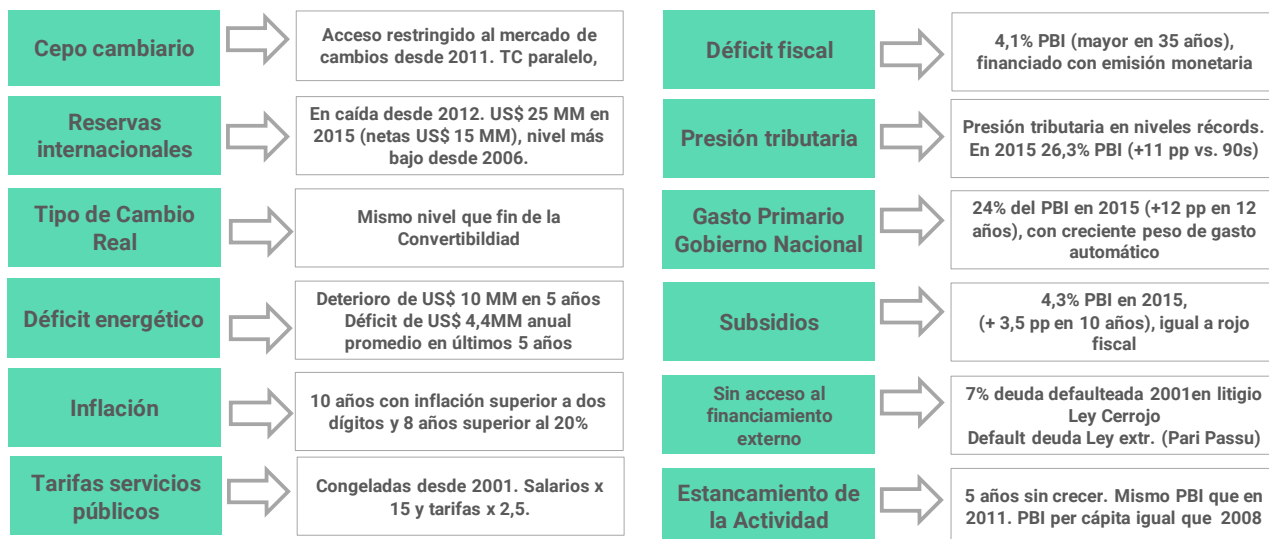 Cepo cambiario
Acceso restringido al mercado de
cambios desde 2011. TC paralelo,
Reservas
internacionales
En caída desde 2012. US$ 25 MM en
2015 (netas US$ 15 MM), nivel más
bajo desde 2006.
Tipo de Cambio
Real
Mismo nivel que fin de la
Convertibildiad
Déficit energético
Deterioro de US$ 10 MM en 5 años
Déficit de US$ 4,4MM anual
promedio en últimos 5 años
Inflación
10 años con inflación superior a dos
dígitos y 8 años superior al 20%
Tarifas servicios
públicos
Congeladas desde 2001. Salarios x
15 y tarifas x 2,5.
Déficit fiscal
4,1% PBI (mayor en 35 años),
financiado con emisión monetaria
Presión tributaria
Presión tributaria en niveles récords.
En 2015 26,3% PBI (+11 pp vs. 90s)
Gasto Primario
Gobierno Nacional
24% del PBI en 2015 (+12 pp en 12
años), con creciente peso de gasto
automático
Subsidios
4,3% PBI en 2015,
(+ 3,5 pp en 10 años), igual a rojo
fiscal
Sin acceso al
financiamiento
externo
7% deuda defaulteada 2001en litigio
Ley Cerrojo
Default deuda Ley extr. (Pari Passu)
Estancamiento de
la Actividad
5 años sin crecer. Mismo PBI que en
2011. PBI per cápita igual que 2008